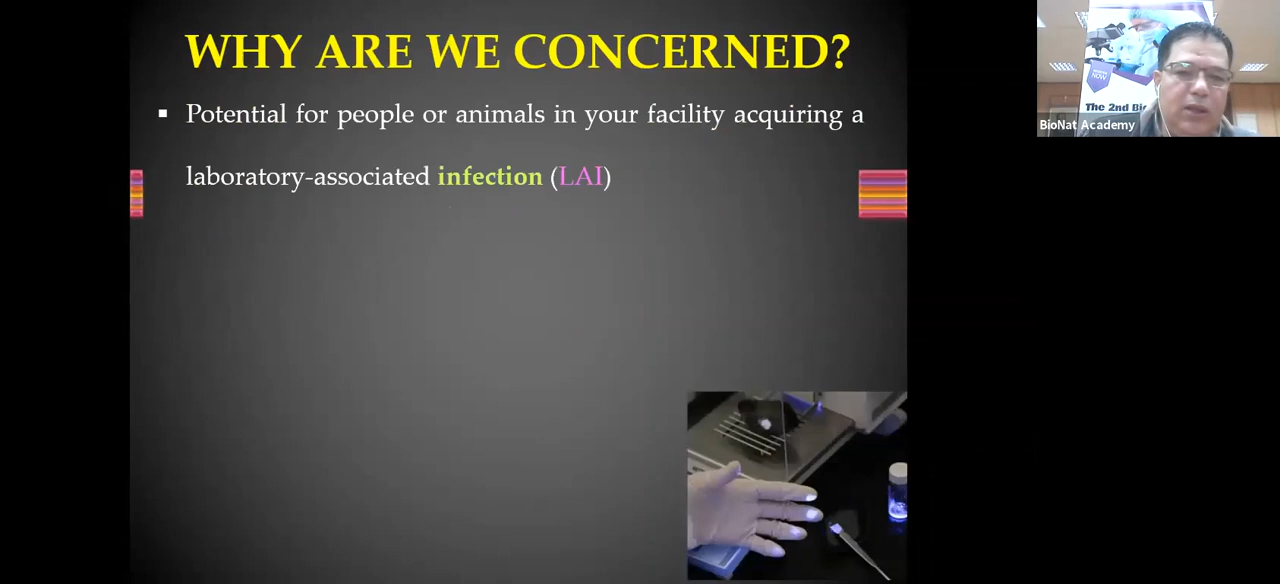 WHY ARE WE CONCERNED?
▪ Potential for people or animals in your facility acquiring a
laboratory-associated infection (LAI)
NOW
The 2nd Bi
BioNat Academy